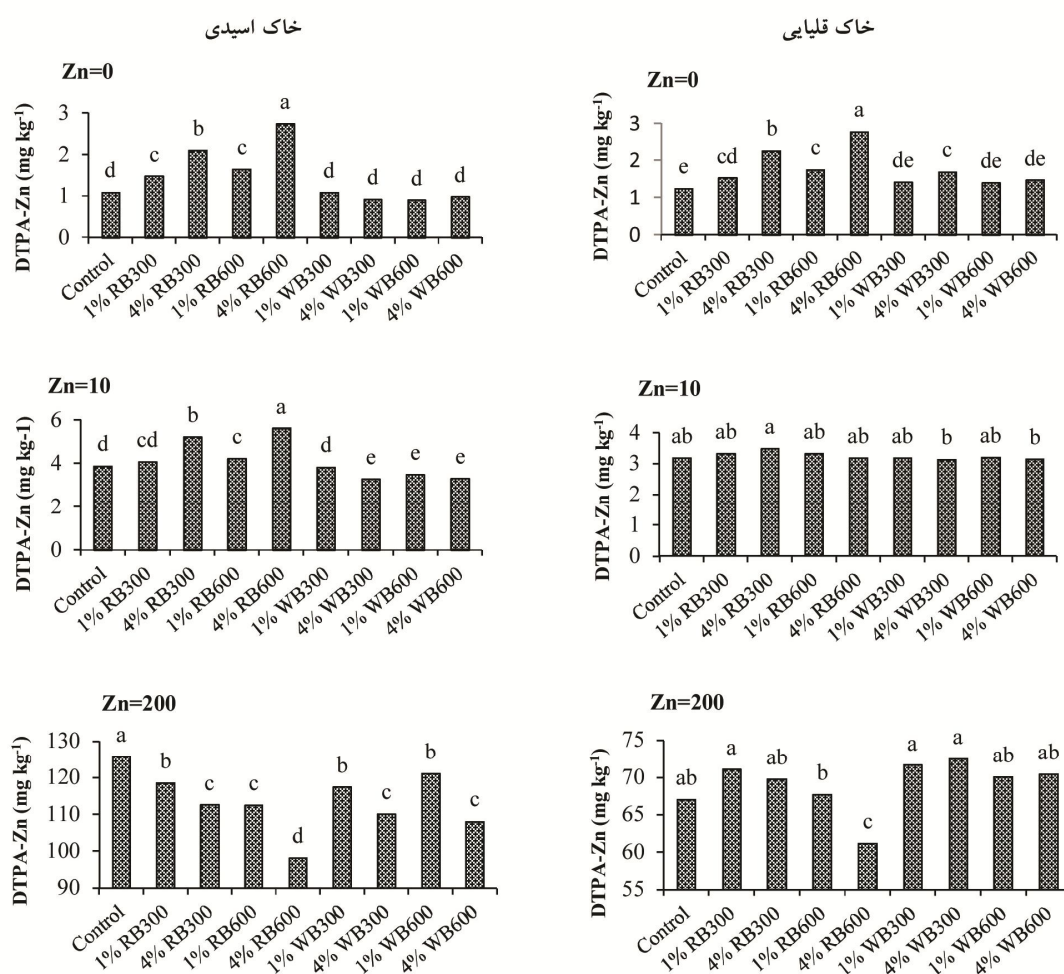 خاک اسیدی
خاک قلیایی
Zn=0
DTPA-Zn (mg kg-1)
3
2
1
0
d
c
b
c
a
d
d
d
d
Control
1% RB300
4% RB300
1% RB600
4% RB600
1% WB300
4% WB300
1% WB600
4% WB600
Zn=0
DTPA-Zn (mg kg-1)
3
2
1
0
e
cd
b
c
a
de
c
de
de
Control
1% RB300
4% RB300
1% RB600
4% RB600
1% WB300
4% WB300
1% WB600
4% WB600
Zn=10
DTPA-Zn (mg kg-1)
6
4
2
0
d
cd
b
c
a
d
e
e
e
Control
1% RB300
4% RB300
1% RB600
4% RB600
1% WB300
4% WB300
1% WB600
4% WB600
Zn=10
DTPA-Zn (mg kg-1)
4
3
2
1
0
ab
ab
a
ab
ab
ab
b
ab
b
Control
1% RB300
4% RB300
1% RB600
4% RB600
1% WB300
4% WB300
1% WB600
4% WB600
Zn=200
DTPA-Zn (mg kg-1)
130
120
110
100
90
a
b
c
c
d
b
c
b
c
Control
1% RB300
4% RB300
1% RB600
4% RB600
1% WB300
4% WB300
1% WB600
4% WB600
Zn=200
DTPA-Zn (mg kg-1)
75
70
65
60
55
ab
a
ab
b
c
a
a
ab
ab
Control
1% RB300
4% RB300
1% RB600
4% RB600
1% WB300
4% WB300
1% WB600
4% WB600